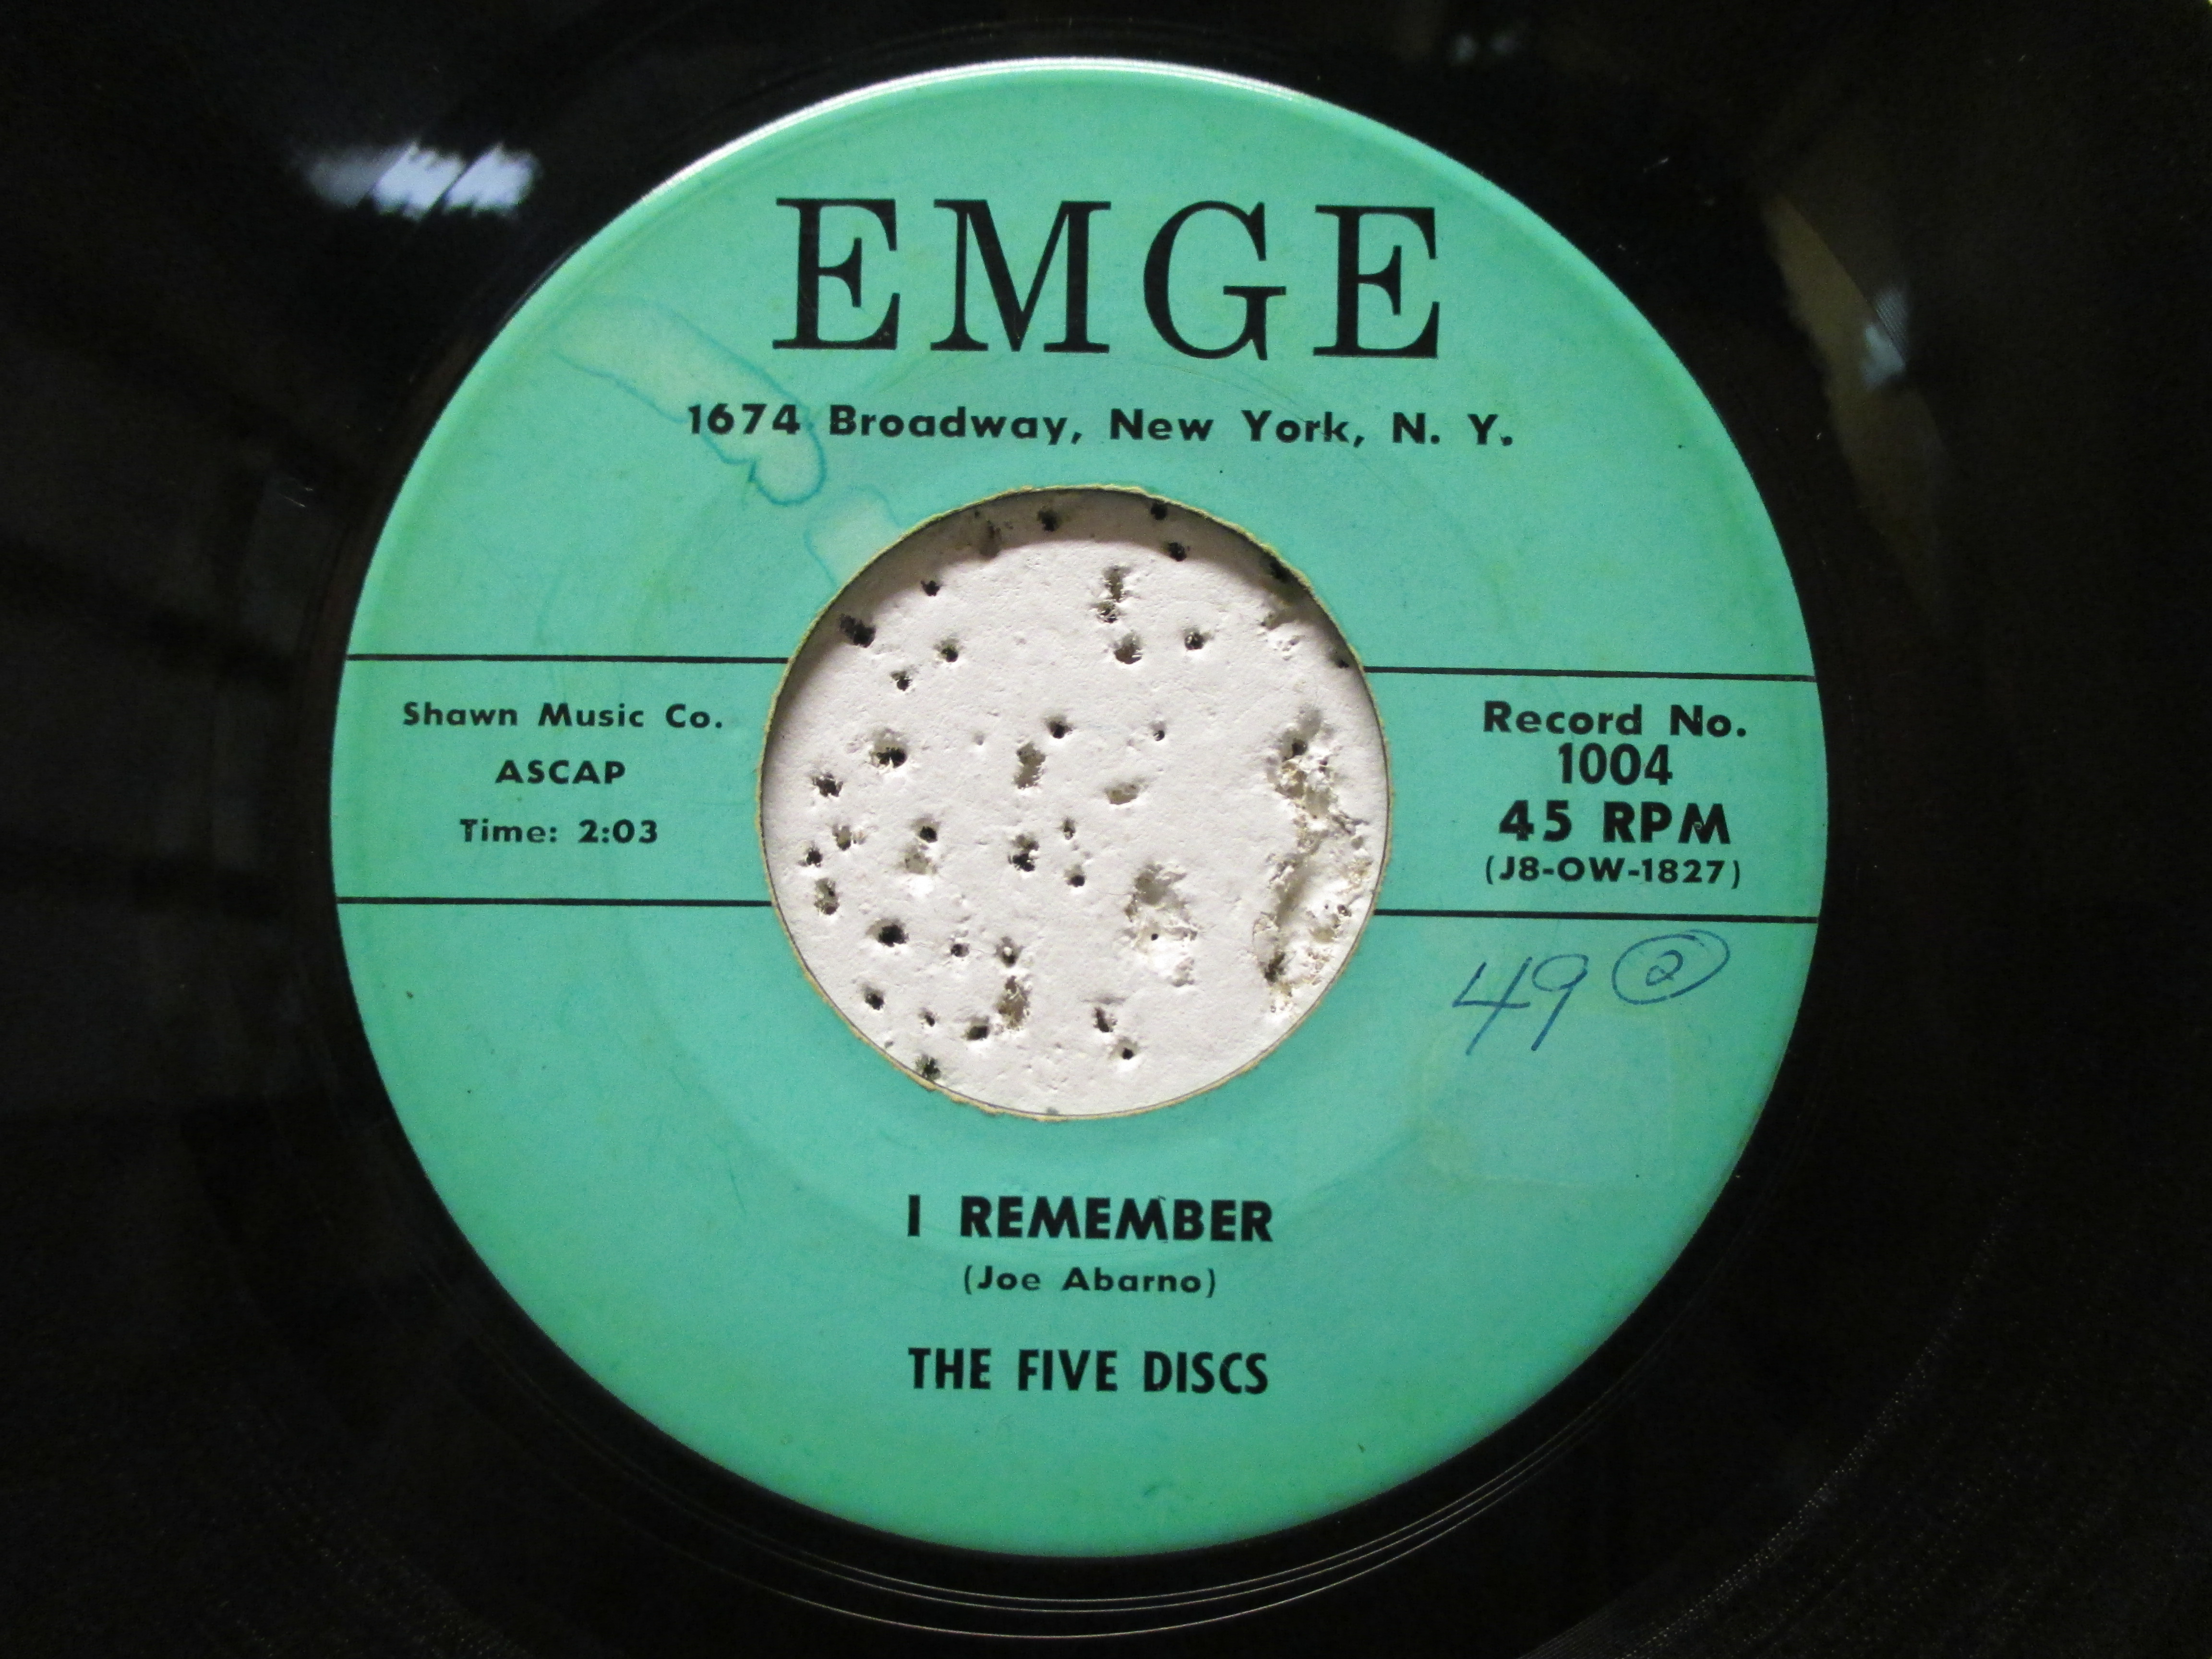 EMGE
1674 Broadway, New York, N. Y.
Shawn Music Co.
ASCAP
Time: 2:03
Record No.
1004
45 RPM
(J8-OW-1827)
49 2
I REMEMBER
(Joe Abarno)
THE FIVE DISCS